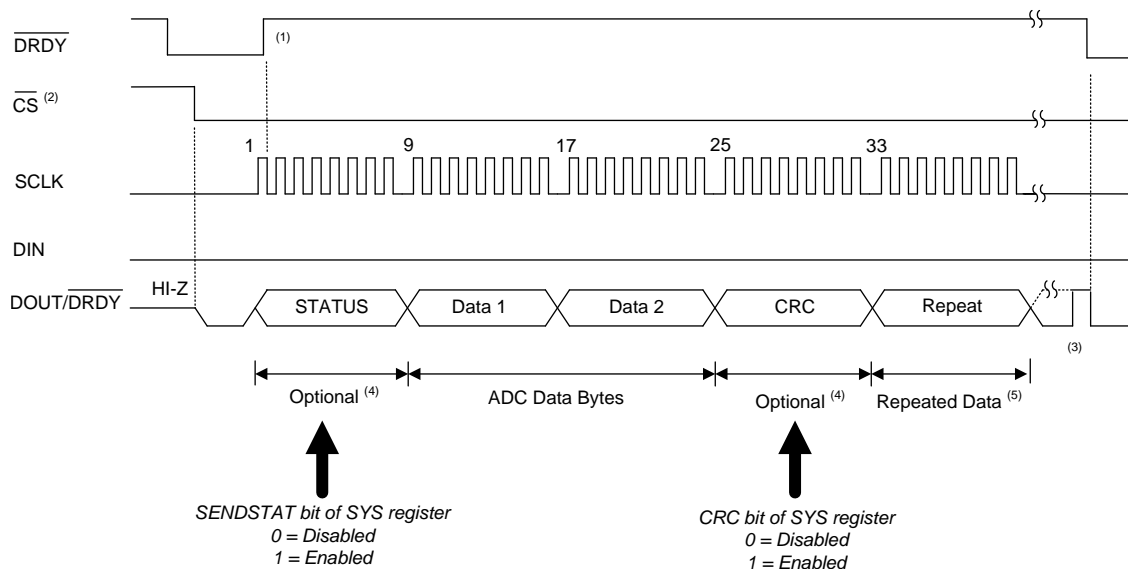 DRDY
(1)
CS (2)
1 9 17 25 33
SCLK
DIN
DOUT/DRDY
HI-Z
STATUS Data 1 Data 2 CRC Repeat
(3)
Optional (4) ADC Data Bytes Optional (4) Repeated Data (5)
SENDSTAT bit of SYS register
0 = Disabled
1 = Enabled
CRC bit of SYS register
0 = Disabled
1 = Enabled